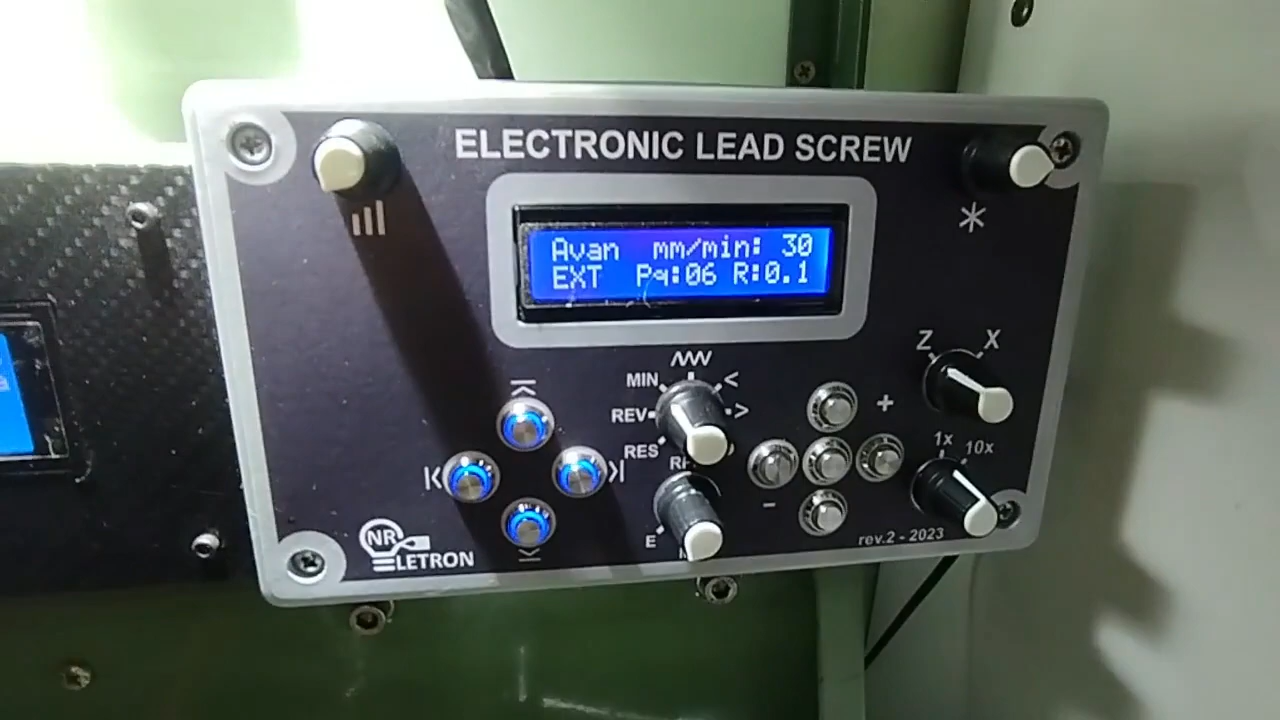 ELECTRONIC LEAD SCREW
Avan mm/min: 30
EXT Pq:06 R:0.1
Z X
MIN <
REV >
RES
+
1x 10x
-
E
NR
ELETRON
rev.2 - 2023